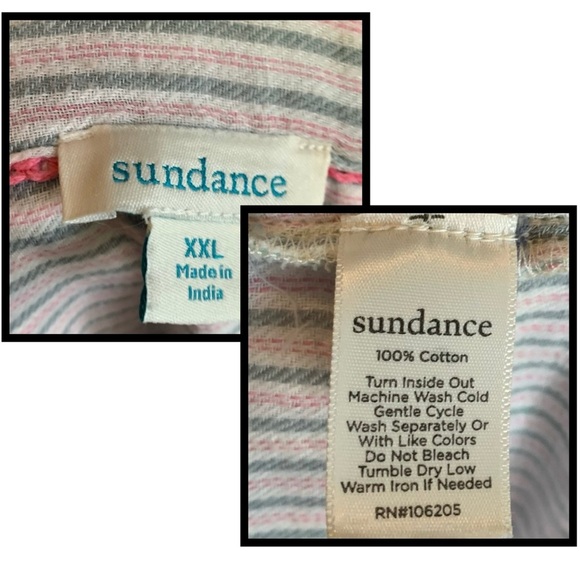 sundance
XXL
Made in
India
sundance
100% Cotton
Turn Inside Out
Machine Wash Cold
Gentle Cycle
Wash Separately Or
With Like Colors
Do Not Bleach
Tumble Dry Low
Warm Iron If Needed
RN#106205